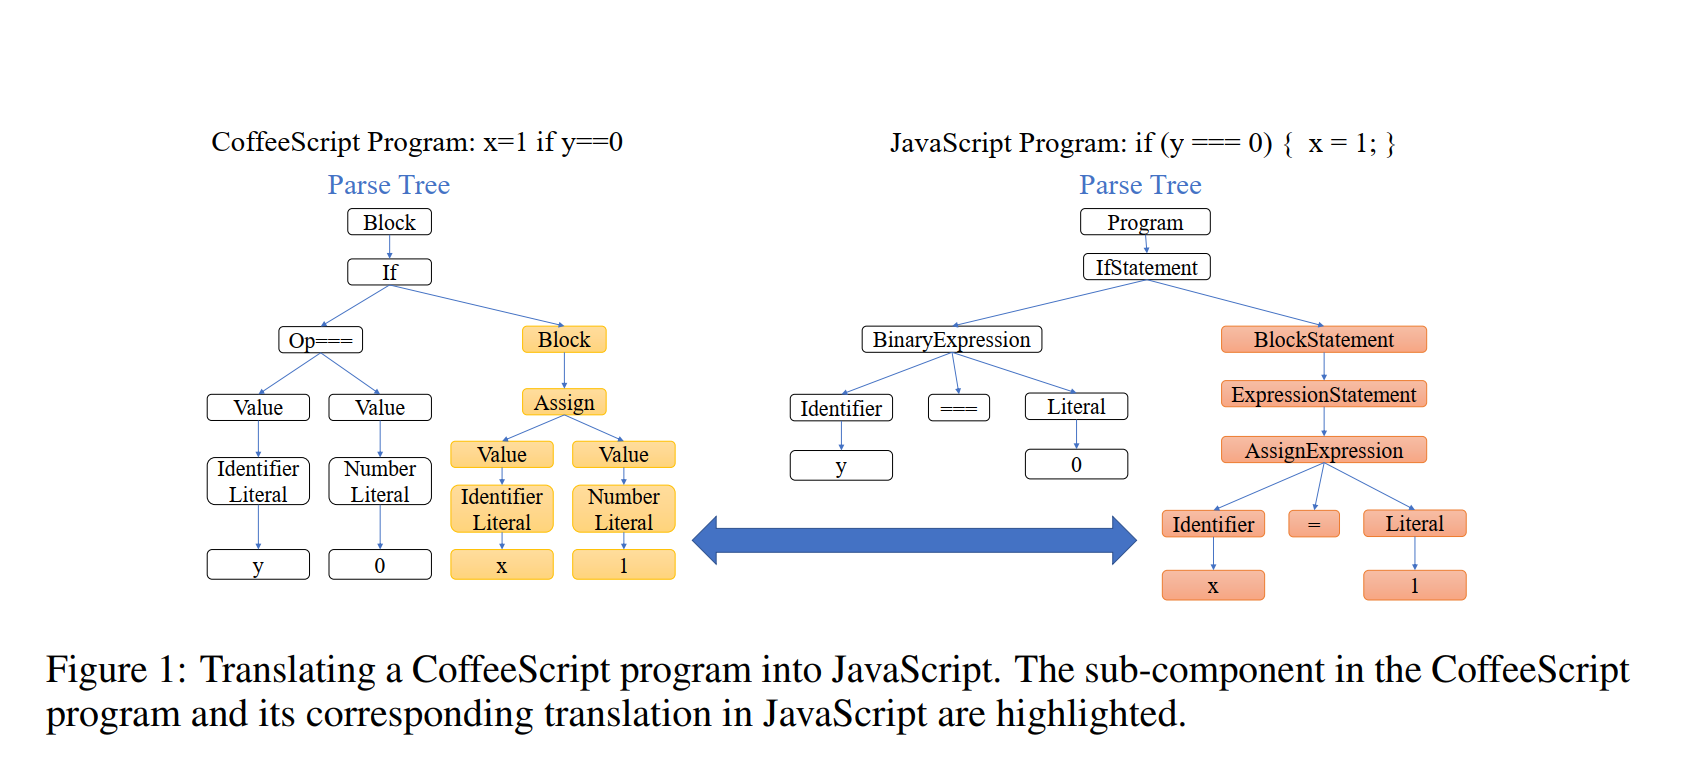 CoffeeScript Program: x=1 if y==0
Parse Tree
Block
If
Op===
Block
Value
Value
Assign
Value
Value
Identifier
Literal
Number
Literal
Identifier
Literal
Number
Literal
y
0
x
1
JavaScript Program: if (y === 0) { x = 1; }
Parse Tree
Program
IfStatement
BinaryExpression
BlockStatement
Identifier
===
Literal
ExpressionStatement
y
0
AssignExpression
Identifier
=
Literal
x
1
Figure 1: Translating a CoffeeScript program into JavaScript. The sub-component in the CoffeeScript
program and its corresponding translation in JavaScript are highlighted.